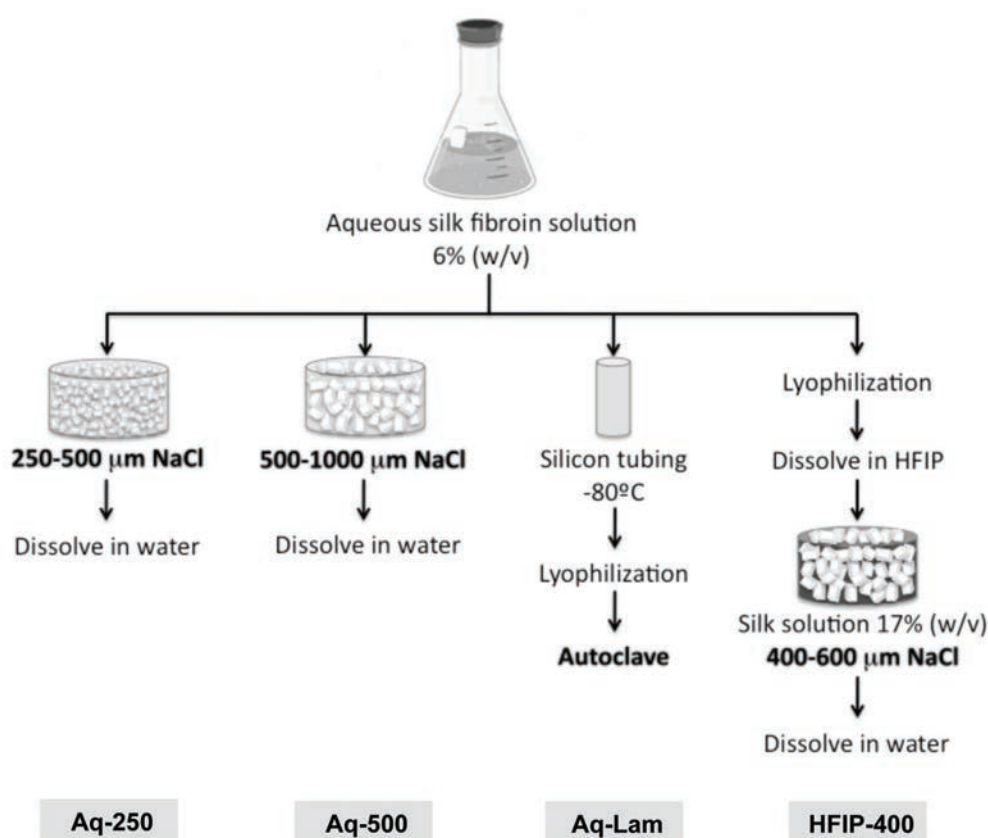 Aqueous silk fibroin solution
6% (w/v)
250-500 μm NaCl
Dissolve in water
500-1000 μm NaCl
Dissolve in water
Silicon tubing
-80ºC
Lyophilization
Autoclave
Lyophilization
Dissolve in HFIP
Silk solution 17% (w/v)
400-600 μm NaCl
Dissolve in water
Aq-250
Aq-500
Aq-Lam
HFIP-400